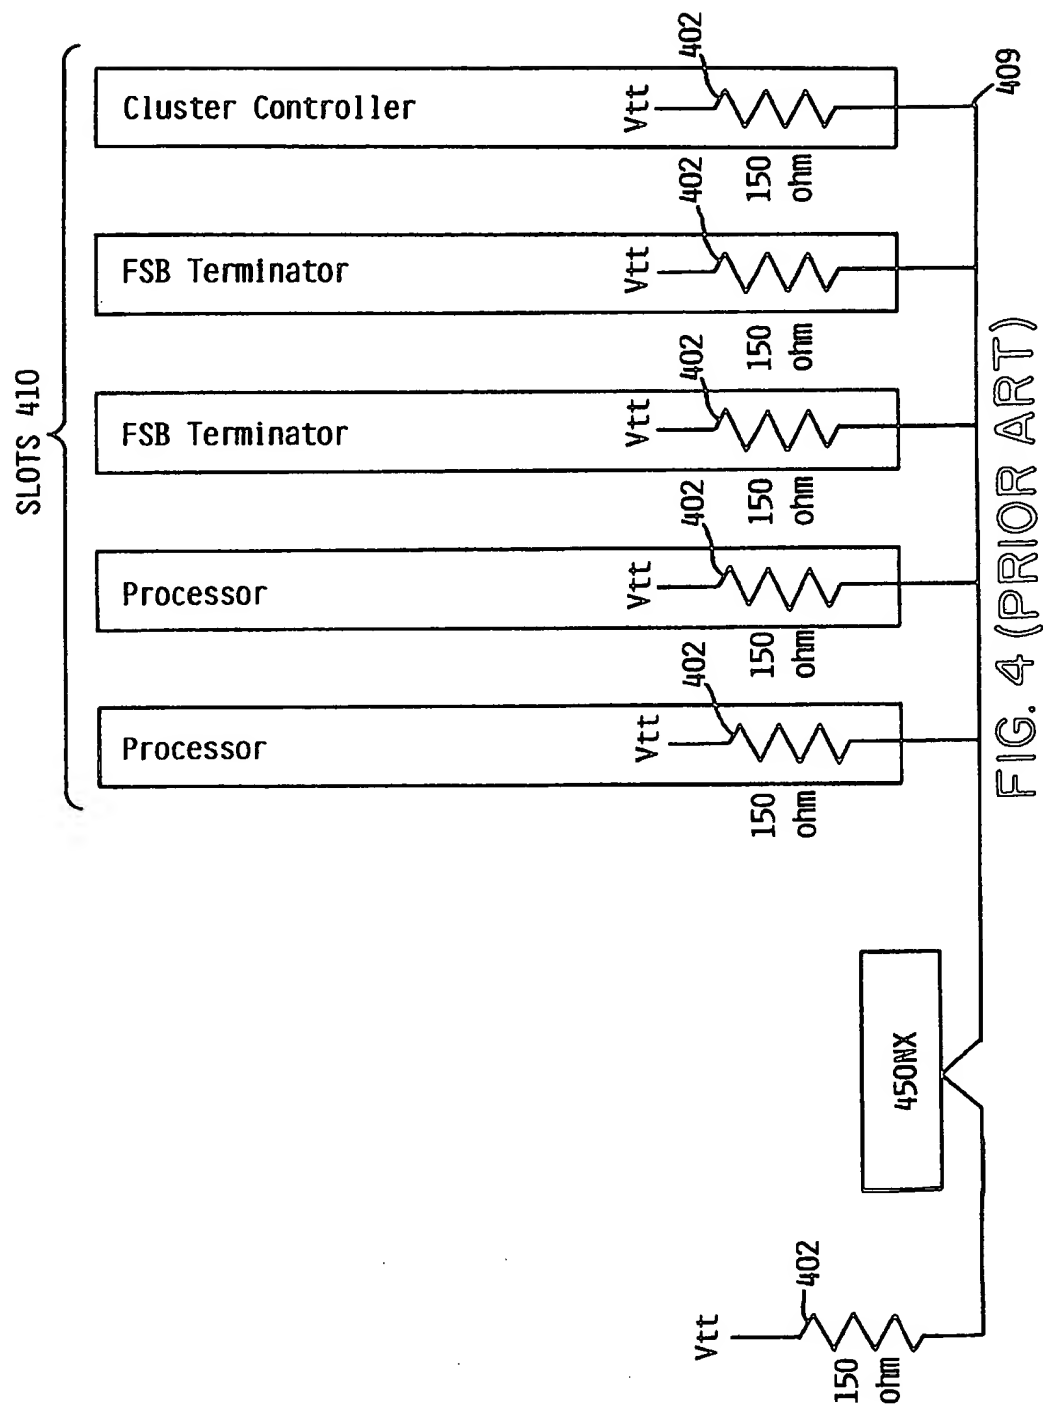 SLOTS 410
Cluster Controller
Vtt
402
150
ohm
FSB Terminator
Vtt
402
150
ohm
FSB Terminator
Vtt
402
150
ohm
Processor
Vtt
402
150
ohm
Processor
Vtt
402
150
ohm
409
450NX
Vtt
402
150
ohm
FIG. 4 (PRIOR ART)